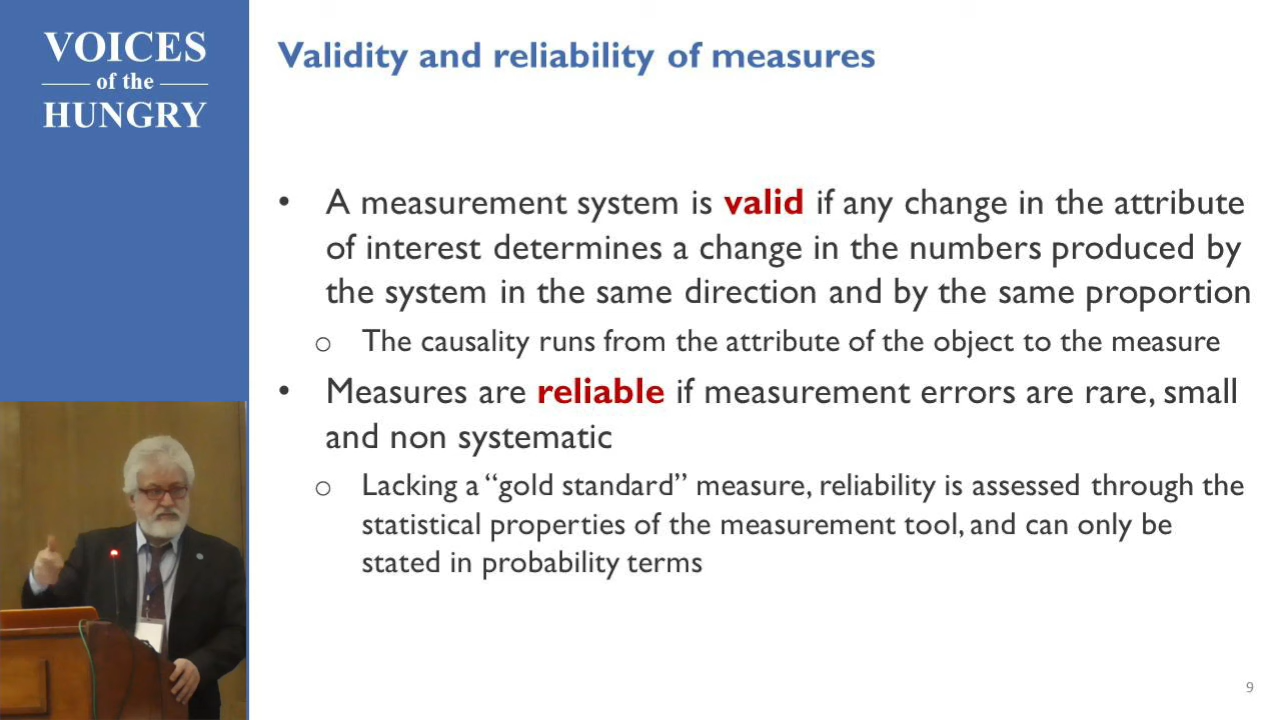 VOICES
of the
HUNGRY
Validity and reliability of measures
• A measurement system is valid if any change in the attribute
of interest determines a change in the numbers produced by
the system in the same direction and by the same proportion
o The causality runs from the attribute of the object to the measure
• Measures are reliable if measurement errors are rare, small
and non systematic
o Lacking a “gold standard” measure, reliability is assessed through the
statistical properties of the measurement tool, and can only be
stated in probability terms
9